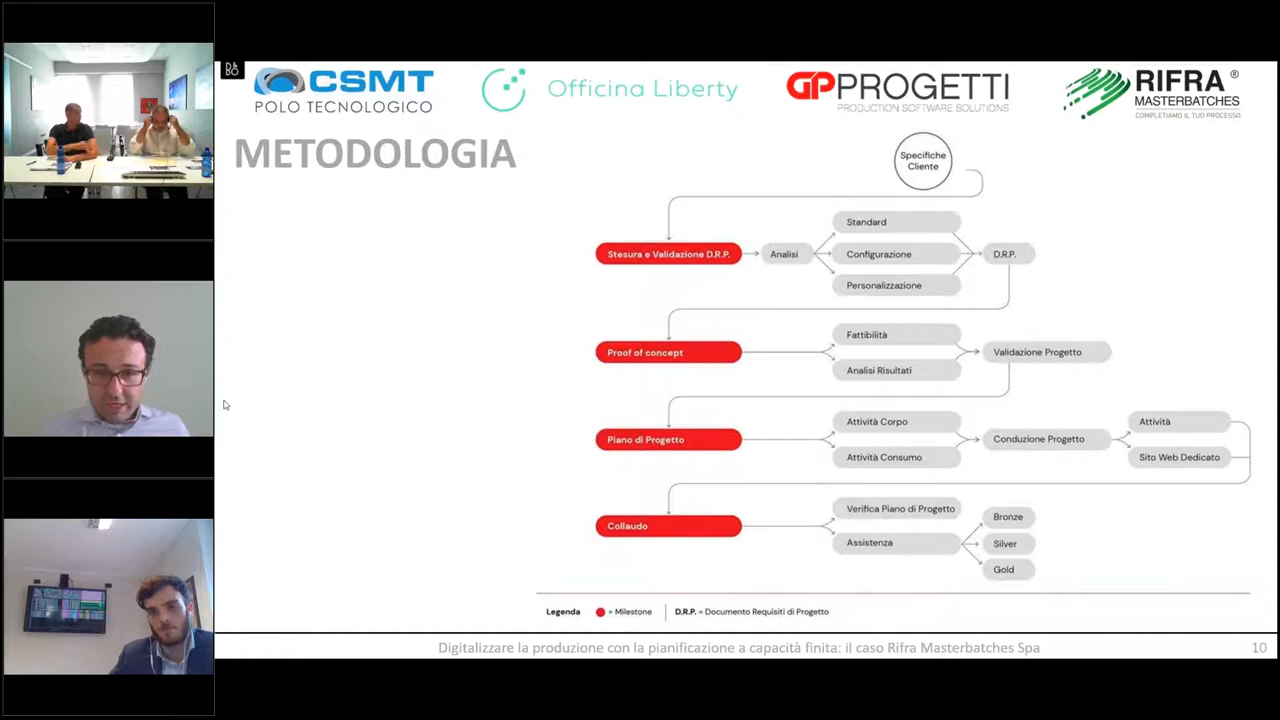 D&BO
CSMT
POLO TECNOLOGICO
Officina Liberty
GP PROGETTI
PRODUCTION SOFTWARE SOLUTIONS
RIFRA®
MASTERBATCHES
COMPLETIAMO IL TUO PROCESSO
METODOLOGIA
Specifiche
Cliente
Stesura e Validazione D.R.P.
Analisi
Standard
Configurazione
Personalizzazione
D.R.P.
Proof of concept
Fattibilità
Analisi Risultati
Validazione Progetto
Piano di Progetto
Attività Corpo
Attività Consumo
Conduzione Progetto
Attività
Sito Web Dedicato
Collaudo
Verifica Piano di Progetto
Assistenza
Bronze
Silver
Gold
Legenda = Milestone D.R.P. = Documento Requisiti di Progetto
Digitalizzare la produzione con la pianificazione a capacità finita: il caso Rifra Masterbatches Spa 10